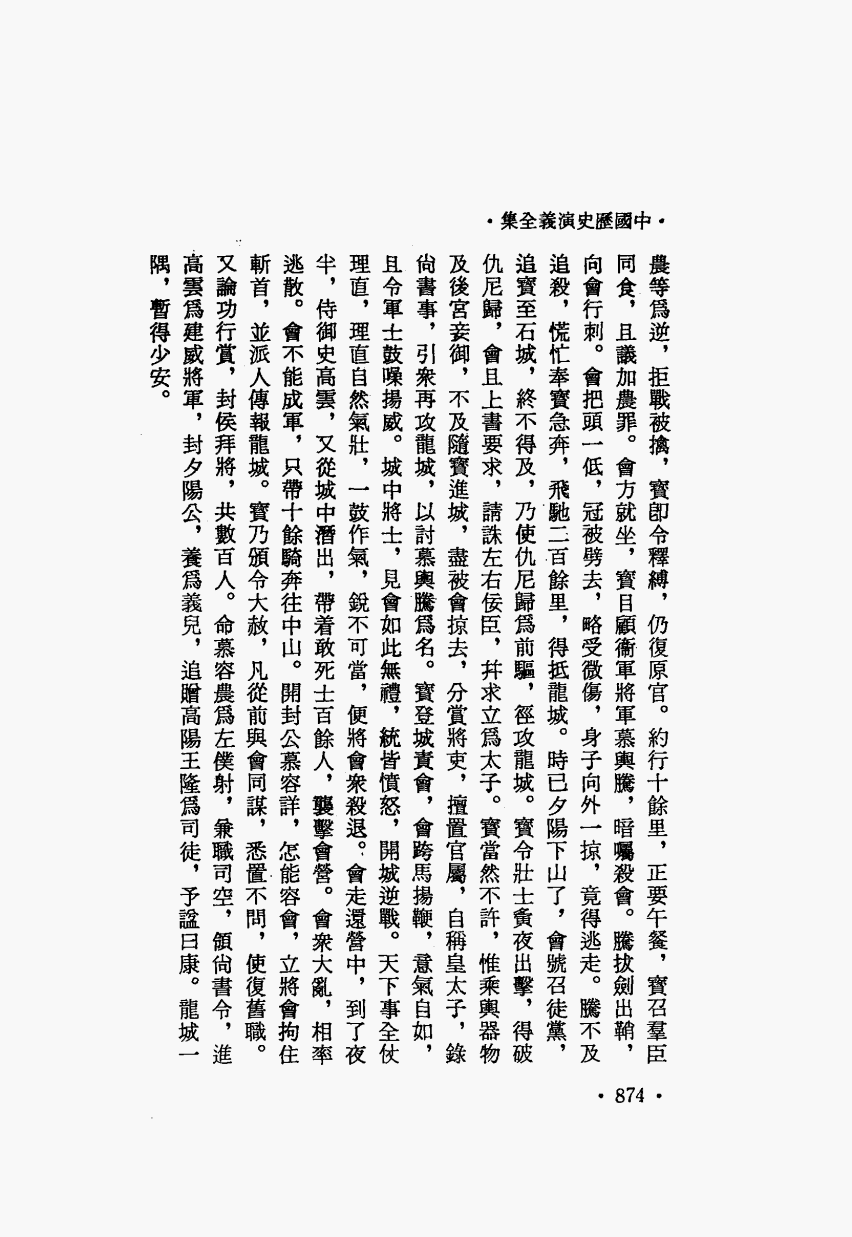 ·中國歷史演義全集·
農等爲逆，拒戰被擒，寳卽令釋縛，仍復原官。約行十餘里，正要午餐，寳召羣臣
同食，且議加農罪。會方就坐，寳目顧衞軍將軍慕輿騰，暗囑殺會。騰拔劍出鞘，
向會行刺。會把頭一低，冠被劈去，略受微傷，身子向外一掠，竟得逃走。騰不及
追殺，慌忙奉寳急奔，飛馳二百餘里，得抵龍城。時已夕陽下山了，會號召徒黨，
追寳至石城，終不得及，乃使仇尼歸爲前驅，徑攻龍城。寳令壯士夤夜出擊，得破
仇尼歸，會且上書要求，請誅左右佞臣，幷求立爲太子。寳當然不許，惟乘輿器物
及後宮妾御，不及隨寳進城，盡被會掠去，分賞將吏，擅置官屬，自稱皇太子，錄
尙書事，引衆再攻龍城，以討慕輿騰爲名。寳登城責會，會跨馬揚鞭，意氣自如，
且令軍士鼓噪揚威。城中將士，見會如此無禮，統皆憤怒，開城逆戰。天下事全仗
理直，理直自然氣壯，一鼓作氣，銳不可當，便將會衆殺退。會走還營中，到了夜
半，侍御史高雲，又從城中潛出，帶着敢死士百餘人，襲擊會營。會衆大亂，相率
逃散。會不能成軍，只帶十餘騎奔往中山。開封公慕容詳，怎能容會，立將會拘住
斬首，並派人傳報龍城。寳乃頒令大赦，凡從前與會同謀，悉置不問，使復舊職。
又論功行賞，封侯拜將，共數百人。命慕容農爲左僕射，兼職司空，領尙書令，進
高雲爲建威將軍，封夕陽公，養爲義兒，追贈高陽王隆爲司徒，予諡曰康。龍城一
隅，暫得少安。
·874·